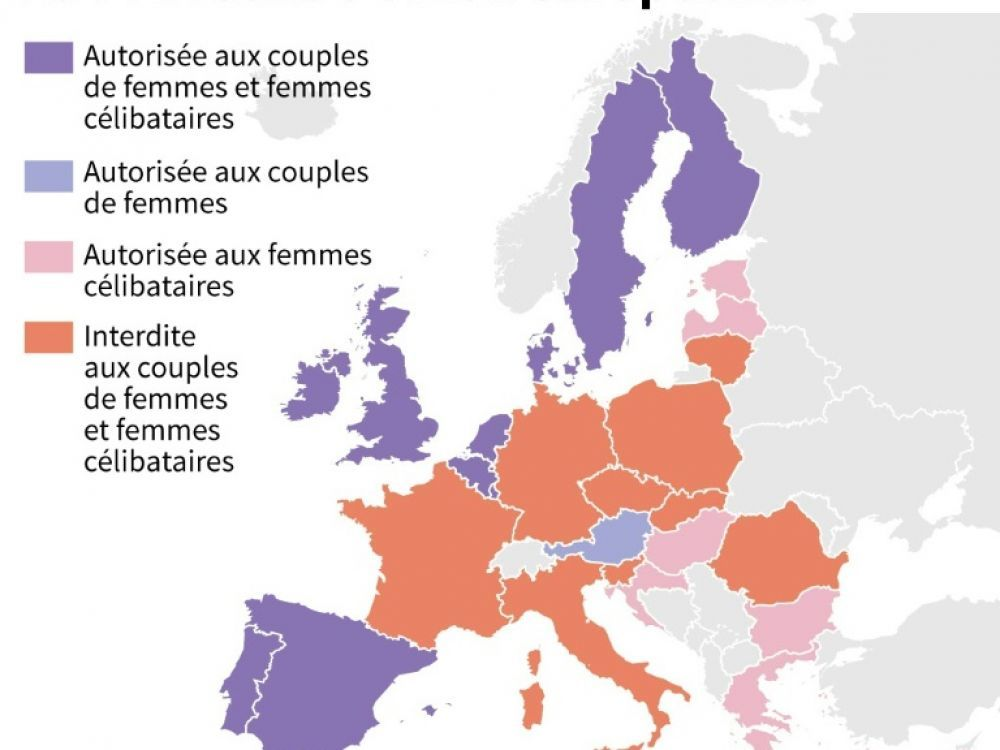 Autorisée aux couples
de femmes et femmes
célibataires
Autorisée aux couples
de femmes
Autorisée aux femmes
célibataires
Interdite
aux couples
de femmes
et femmes
célibataires